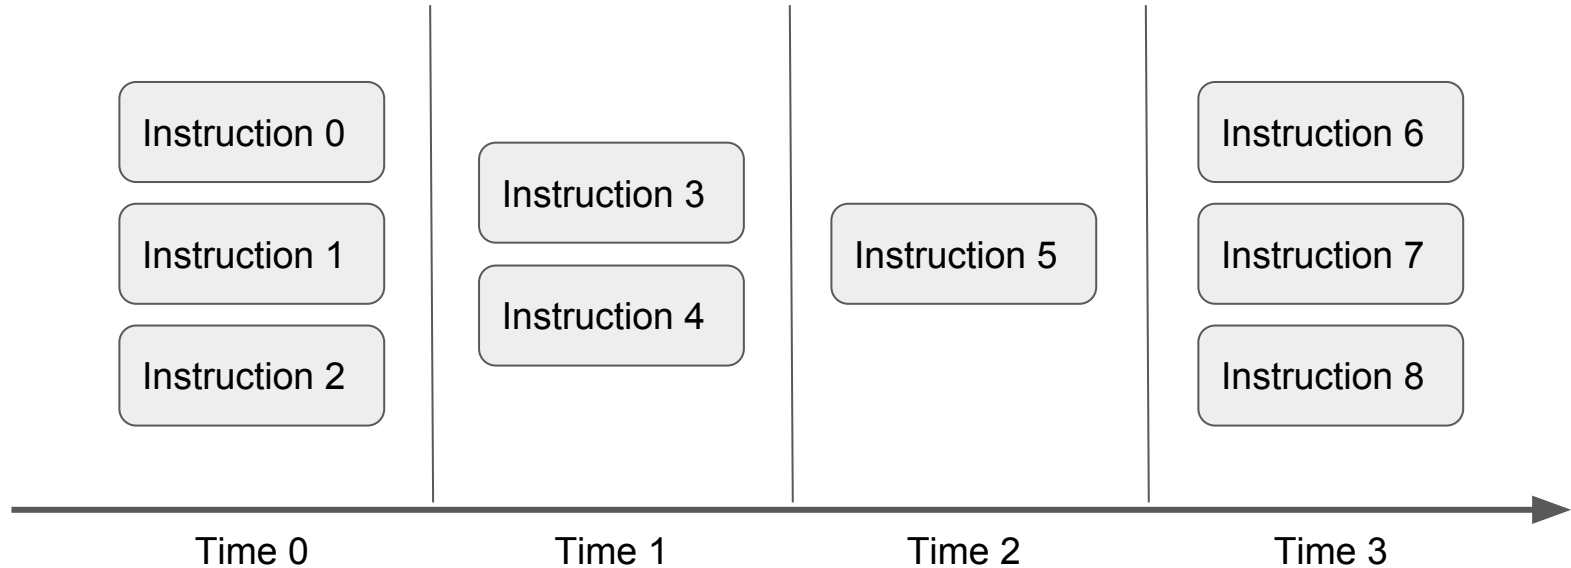 Instruction 0
Instruction 1
Instruction 2
Instruction 3
Instruction 4
Instruction 5
Instruction 6
Instruction 7
Instruction 8
Time 0
Time 1
Time 2
Time 3